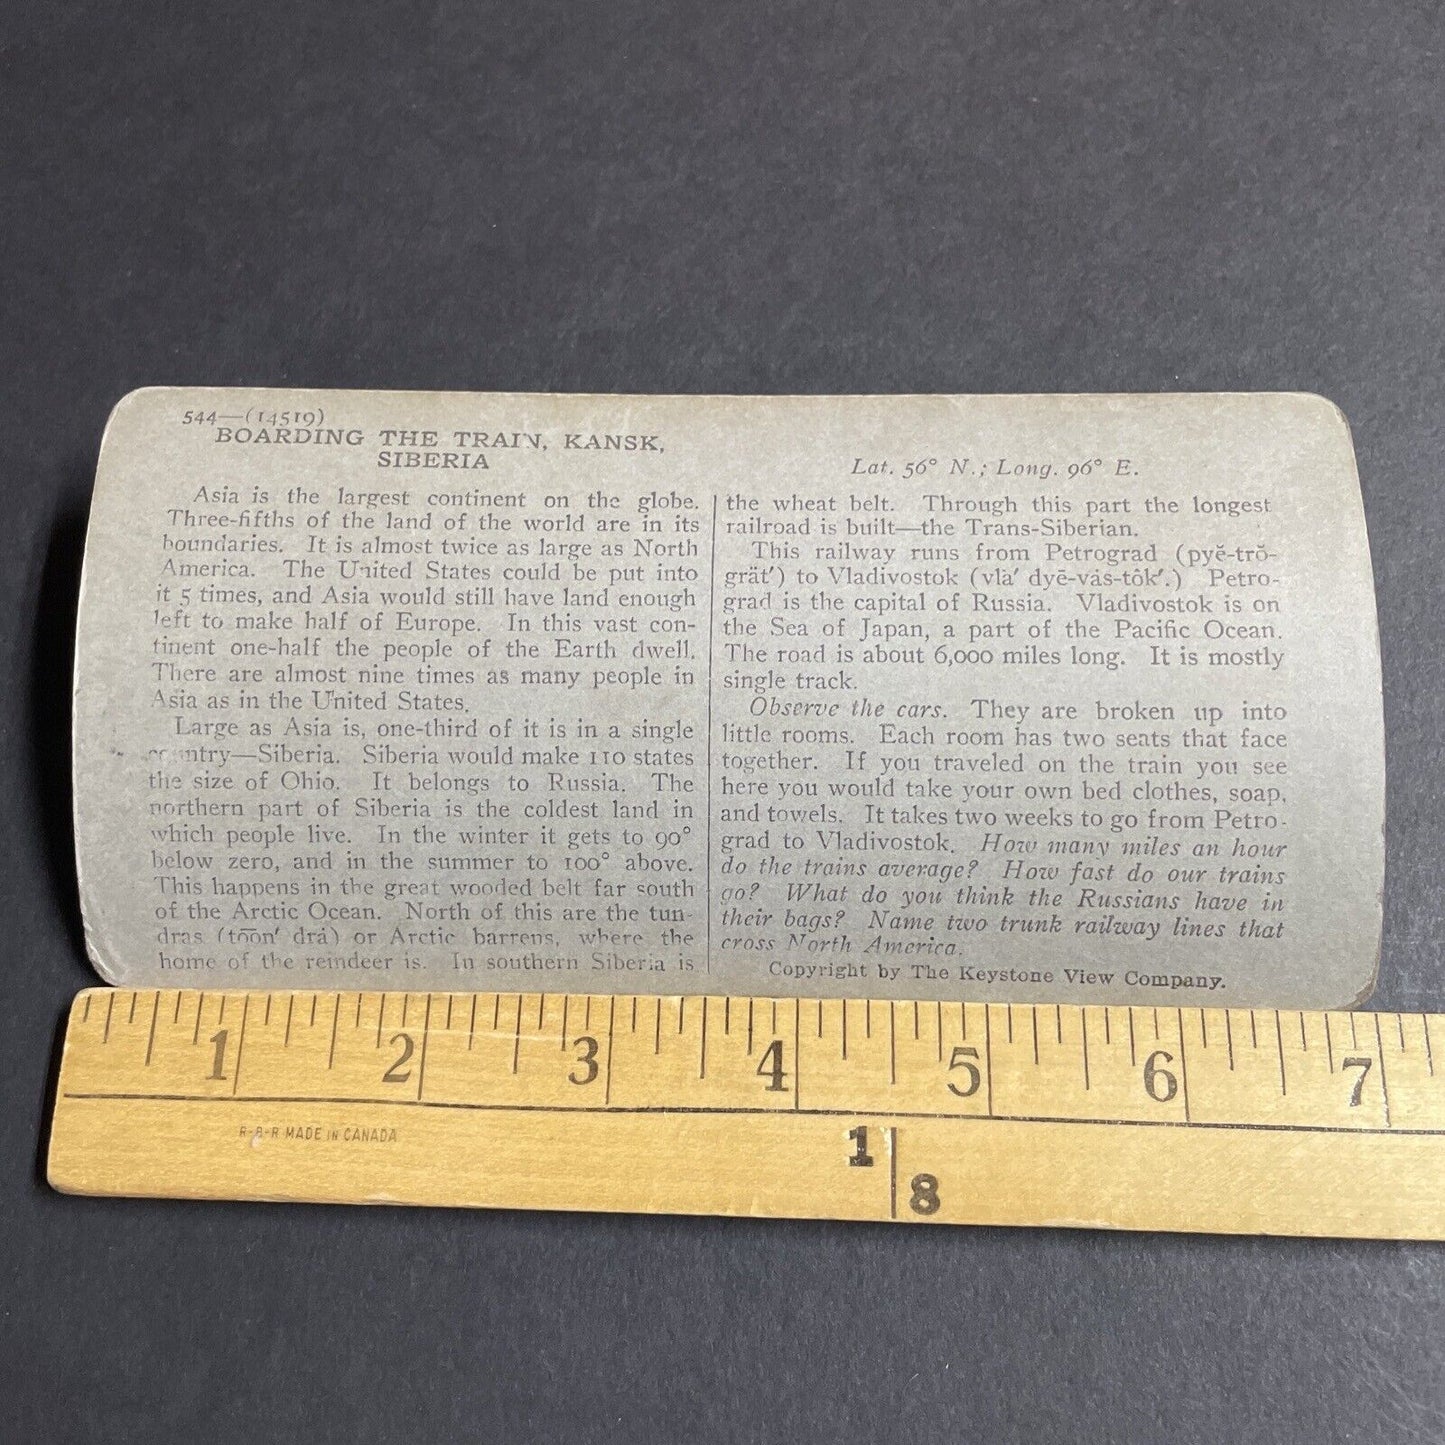 544—(14519)
BOARDING THE TRAIN, KANSK,
SIBERIA
Lat. 56° N.; Long. 96° E.
Asia is the largest continent on the globe.
Three-fifths of the land of the world are in its
boundaries. It is almost twice as large as North
America. The United States could be put into
it 5 times, and Asia would still have land enough
left to make half of Europe. In this vast con-
tinent one-half the people of the Earth dwell.
There are almost nine times as many people in
Asia as in the United States.
Large as Asia is, one-third of it is in a single
country—Siberia. Siberia would make 110 states
the size of Ohio. It belongs to Russia. The
northern part of Siberia is the coldest land in
which people live. In the winter it gets to 90°
below zero, and in the summer to 100° above.
This happens in the great wooded belt far south
of the Arctic Ocean. North of this are the tun-
dras (tōōn′ drȧ) or Arctic barrens, where the
home of the reindeer is. In southern Siberia is
the wheat belt. Through this part the longest
railroad is built—the Trans-Siberian.
This railway runs from Petrograd (pyĕ-trŏ-
grät′) to Vladivostok (vlȧ′ dyē-vȧs-tôk′.) Petro-
grad is the capital of Russia. Vladivostok is on
the Sea of Japan, a part of the Pacific Ocean.
The road is about 6,000 miles long. It is mostly
single track.
Observe the cars. They are broken up into
little rooms. Each room has two seats that face
together. If you traveled on the train you see
here you would take your own bed clothes, soap,
and towels. It takes two weeks to go from Petro-
grad to Vladivostok. How many miles an hour
do the trains average? How fast do our trains
go? What do you think the Russians have in
their bags? Name two trunk railway lines that
cross North America.
Copyright by The Keystone View Company.
1 2 3 4 5 6 7
R-B-R MADE IN CANADA
1
8